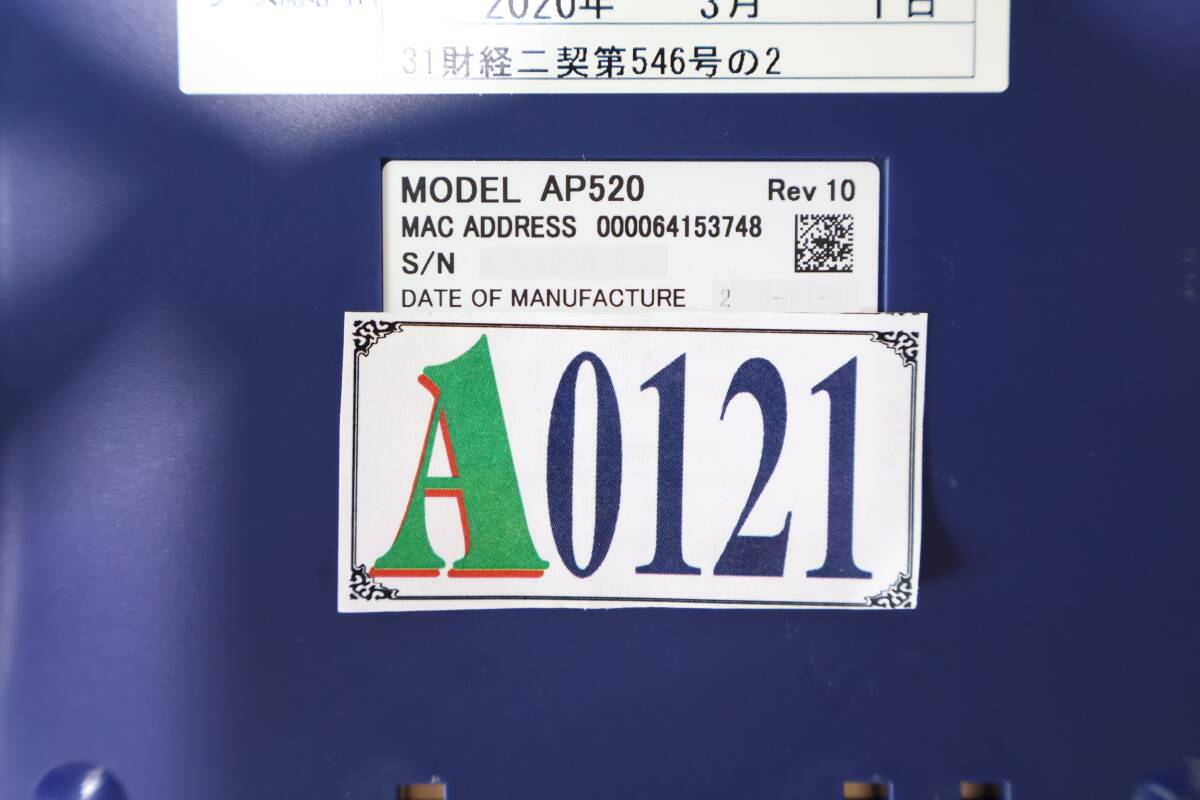 2020年 3月 1日
31財経二契第546号の2
MODEL AP520 Rev 10
MAC ADDRESS 000064153748
S/N
DATE OF MANUFACTURE 2 - -
A0121